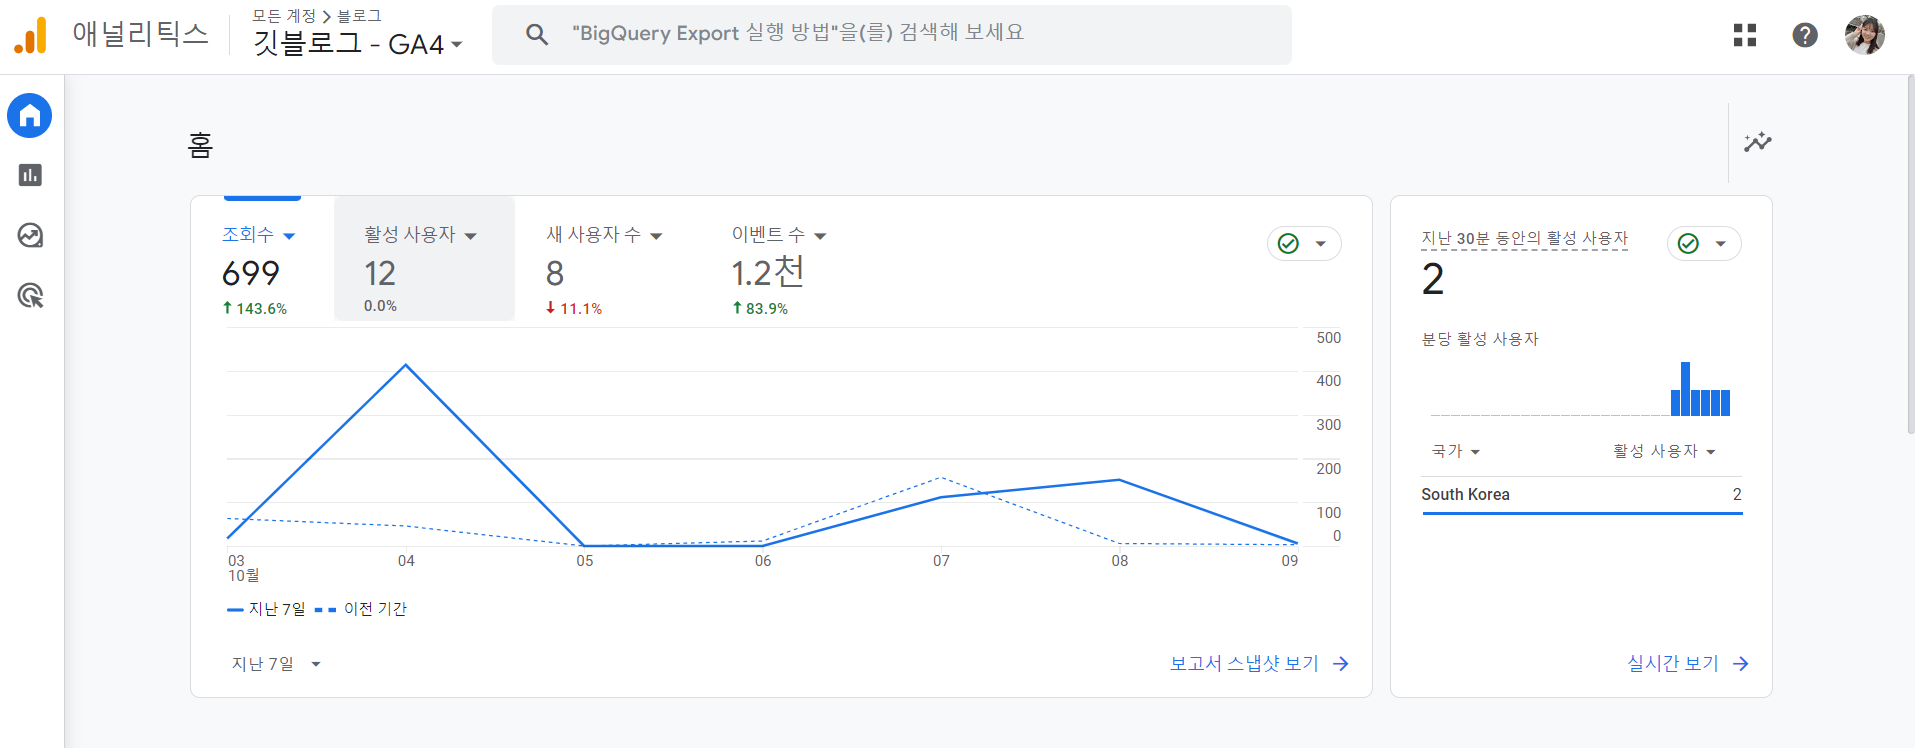 애널리틱스
모든 계정 > 블로그
깃블로그 - GA4
"BigQuery Export 실행 방법"을(를) 검색해 보세요
홈
조회수
699
143.6%
활성 사용자
12
0.0%
새 사용자 수
8
11.1%
이벤트 수
1.2천
83.9%
500
400
300
200
100
0
03
10월
04
05
06
07
08
09
지난 7일
이전 기간
지난 7일
보고서 스냅샷 보기
지난 30분 동안의 활성 사용자
2
분당 활성 사용자
국가
활성 사용자
South Korea
2
실시간 보기